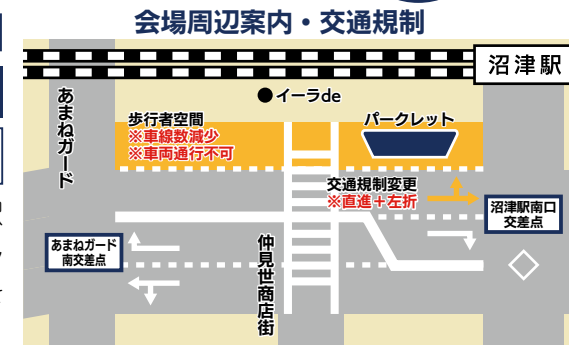 会場周辺案内・交通規制
沼津駅
●イーラde
あまねガード
歩行者空間
※車線数減少
※車両通行不可
パークレット
交通規制変更
※直進＋左折
沼津駅南口
交差点
あまねガード
南交差点
仲見世商店街